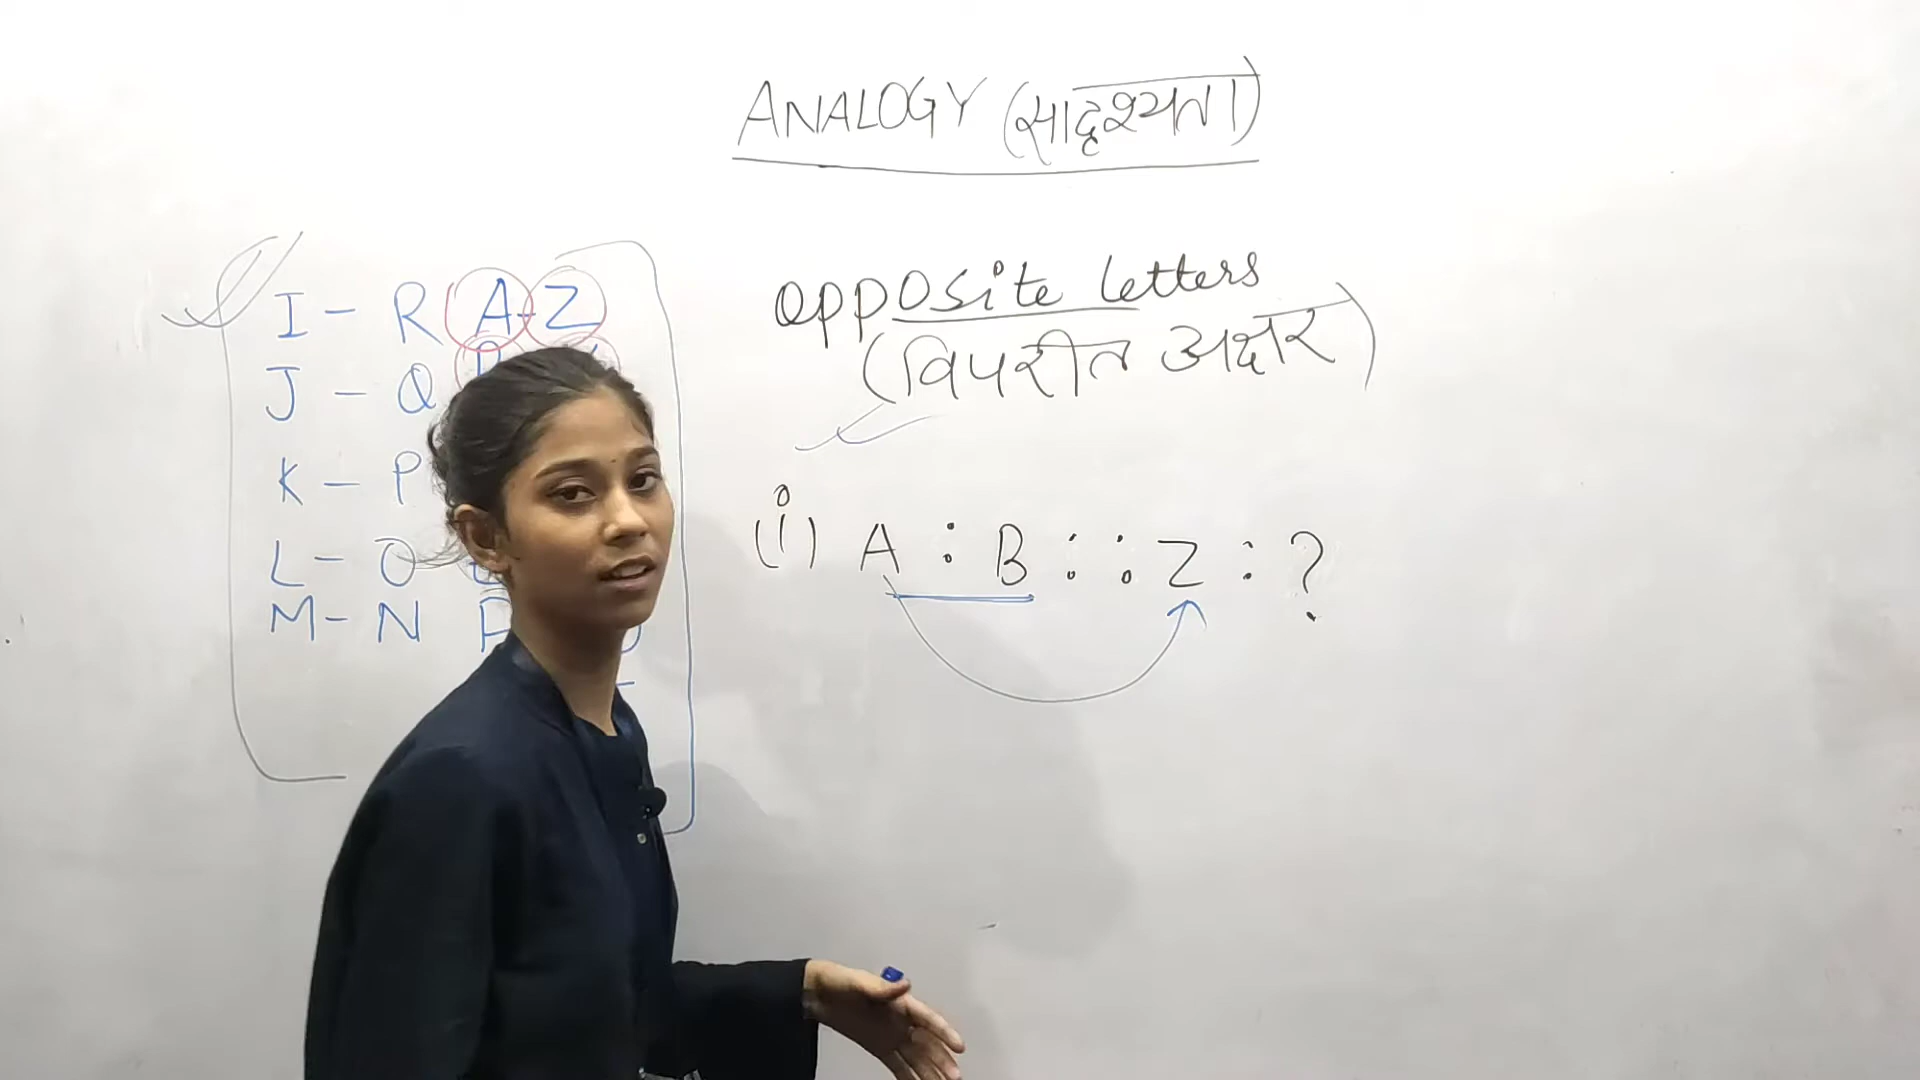 ANALOGY (सादृश्यता)
opposite letters
(विपरीत अक्षर)
I - R A - Z
J - Q
K - P
L - O
M - N
(i) A : B : : Z : ?